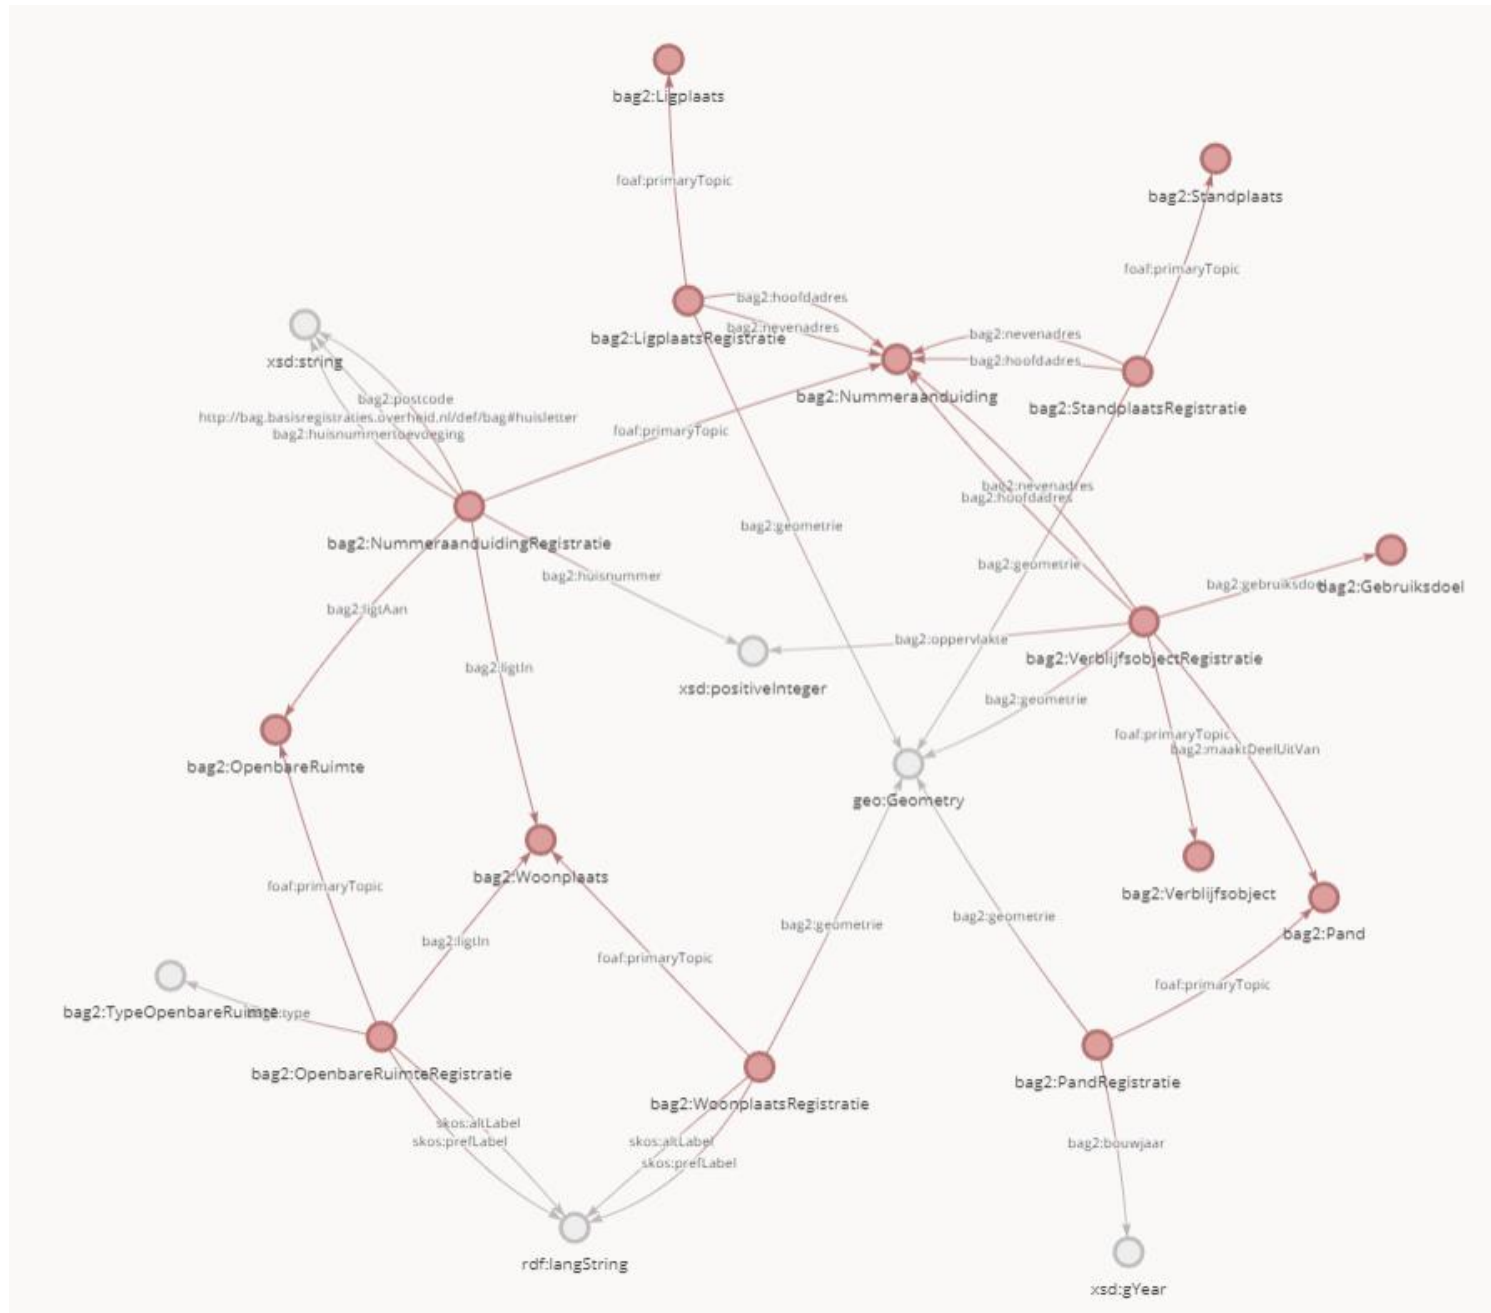 bag2:Ligplaats
foaf:primaryTopic
bag2:Standplaats
foaf:primaryTopic
bag2:hoofdadres
bag2:nevenadres
bag2:LigplaatsRegistratie
bag2:nevenadres
bag2:hoofdadres
xsd:string
bag2:Nummeraanduiding
bag2:StandplaatsRegistratie
bag2:postcode
http://bag.basisregistraties.overheid.nl/def/bag#huisletter
bag2:huisnummertoevoeging
foaf:primaryTopic
bag2:nevenadres
bag2:hoofdadres
bag2:geometrie
bag2:NummeraanduidingRegistratie
bag2:geometrie
bag2:huisnummer
bag2:gebruiksdoel
bag2:Gebruiksdoel
bag2:ligtAan
bag2:oppervlakte
bag2:VerblijfsobjectRegistratie
bag2:ligtIn
xsd:positiveInteger
bag2:geometrie
foaf:primaryTopic
bag2:maaktDeelUitVan
bag2:OpenbareRuimte
geo:Geometry
bag2:Woonplaats
foaf:primaryTopic
bag2:Verblijfsobject
bag2:geometrie
bag2:geometrie
bag2:Pand
bag2:ligtIn
foaf:primaryTopic
foaf:primaryTopic
bag2:TypeOpenbareRuimte
:type
bag2:OpenbareRuimteRegistratie
bag2:PandRegistratie
bag2:WoonplaatsRegistratie
skos:altLabel
skos:prefLabel
skos:altLabel
skos:prefLabel
bag2:bouwjaar
rdf:langString
xsd:gYear